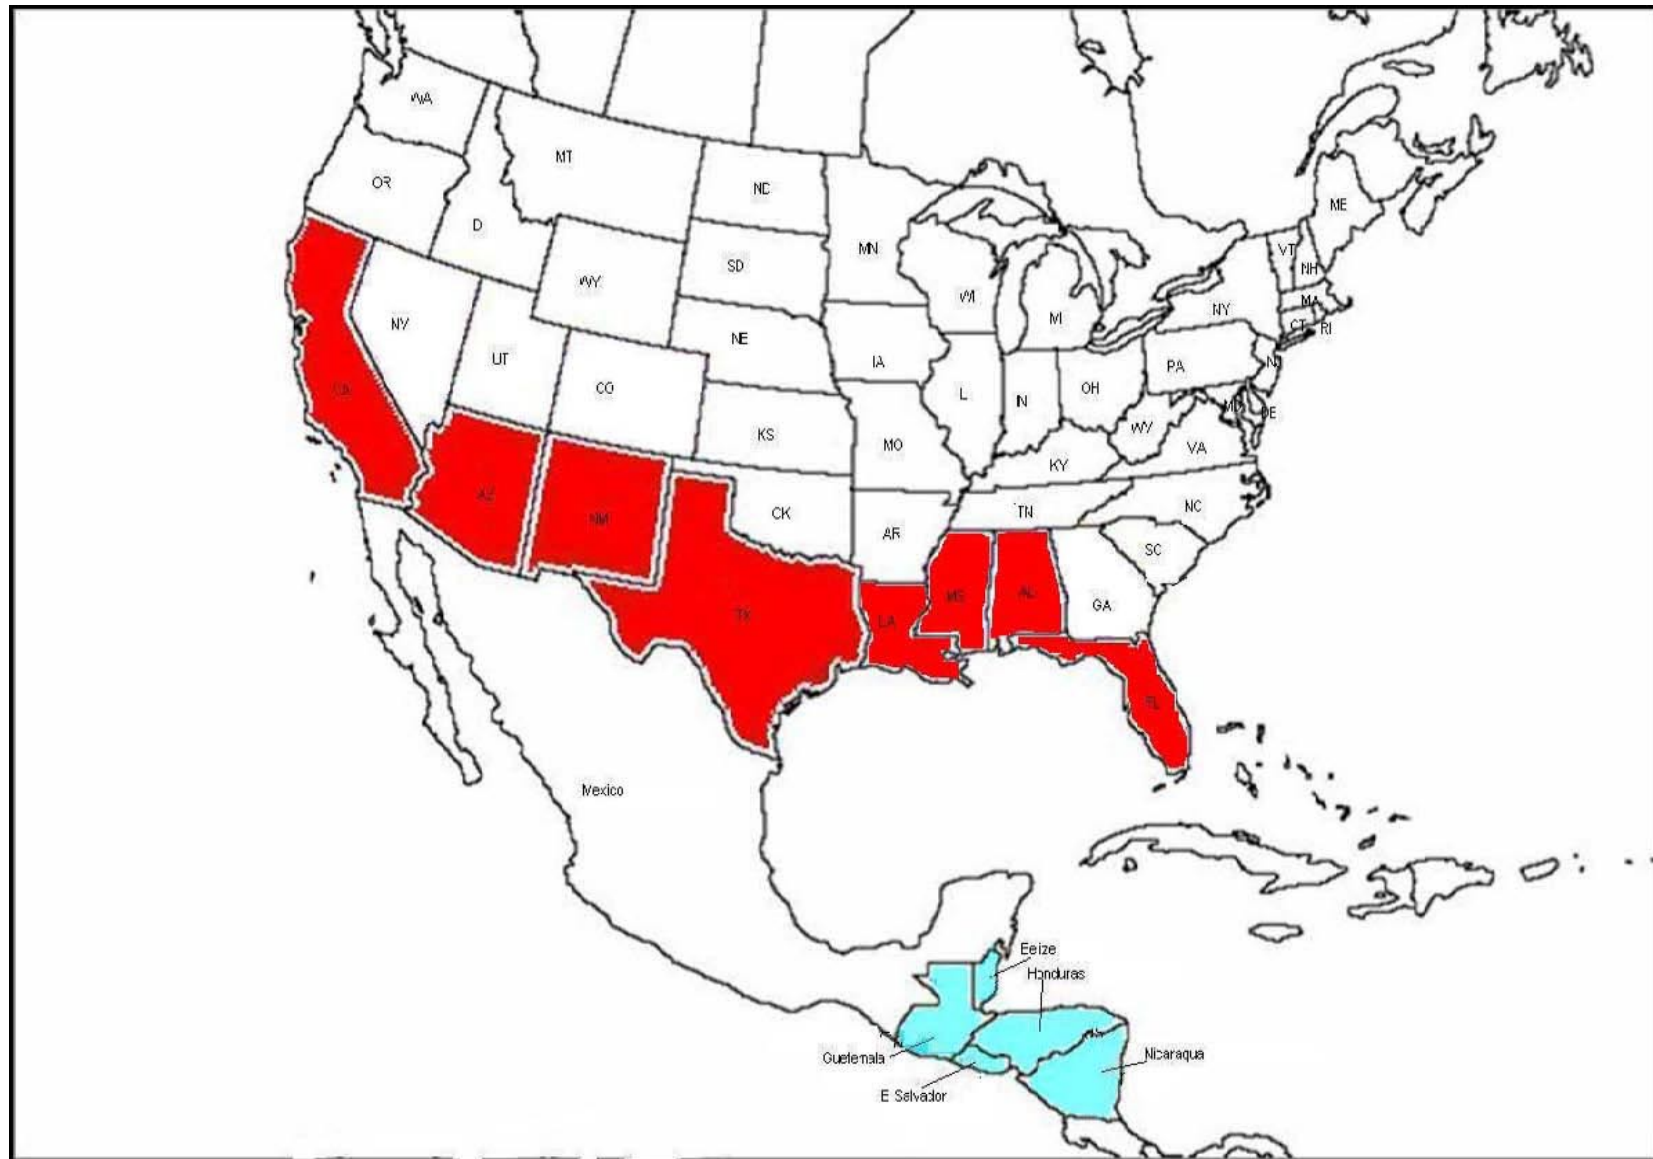 WA
MT
ND
OR
ID
MN
ME
VT
NH
WY
SD
WI
MI
NY
MA
CT
RI
NV
UT
NE
IA
PA
NJ
CO
IL
IN
OH
MD
DE
CA
KS
MO
WV
VA
KY
AZ
NM
OK
AR
TN
NC
SC
TX
LA
MS
AL
GA
FL
Mexico
Beize
Honduras
Guatemala
Nicaragua
E Salvador